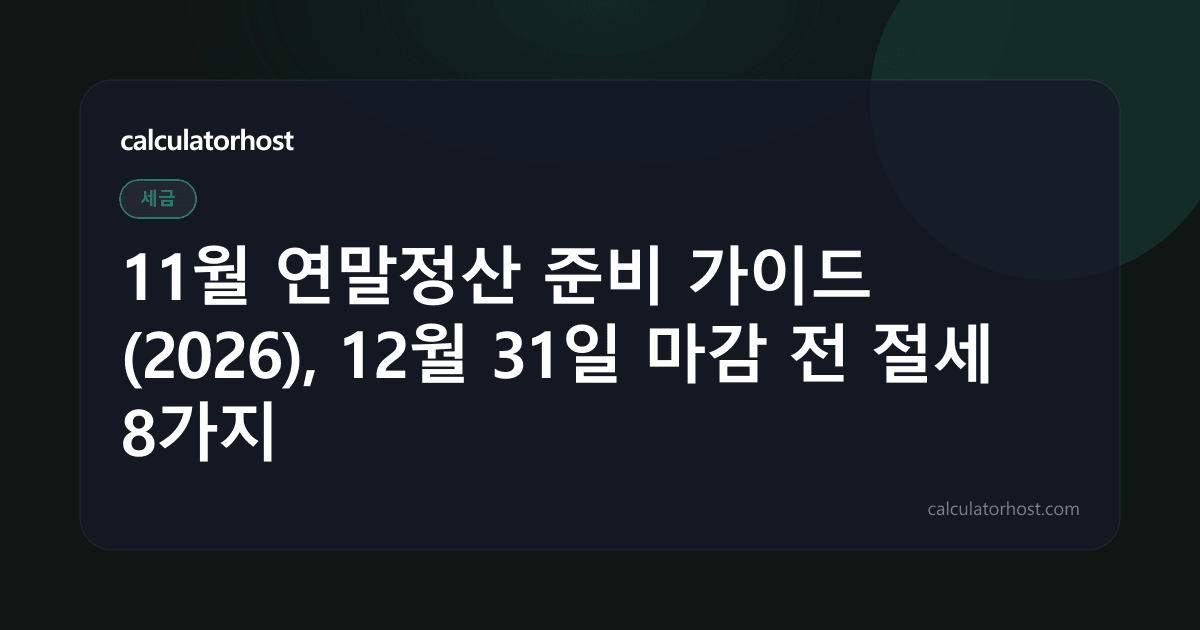 calculatorhost
세금
11월 연말정산 준비 가이드
(2026), 12월 31일 마감 전 절세
8가지
calculatorhost.com